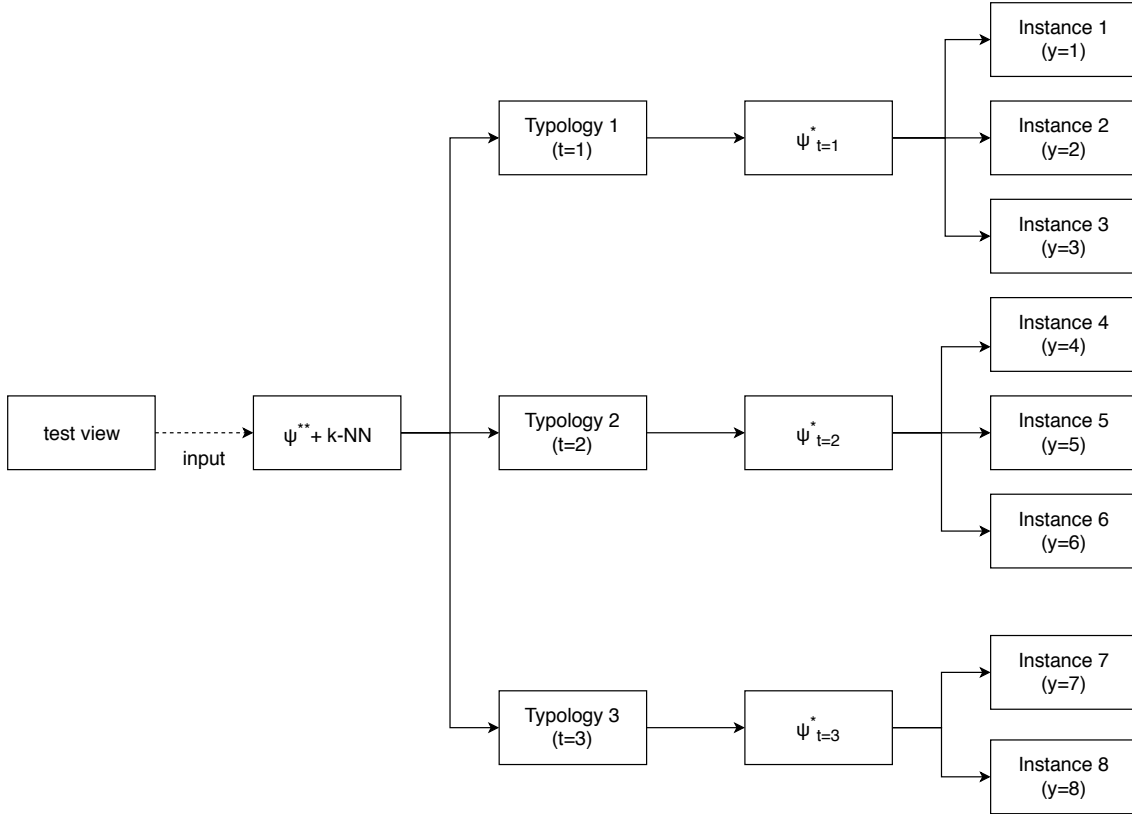 test view
input
ψ** + k-NN
Typology 1
(t=1)
ψ*t=1
Instance 1
(y=1)
Instance 2
(y=2)
Instance 3
(y=3)
Typology 2
(t=2)
ψ*t=2
Instance 4
(y=4)
Instance 5
(y=5)
Instance 6
(y=6)
Typology 3
(t=3)
ψ*t=3
Instance 7
(y=7)
Instance 8
(y=8)